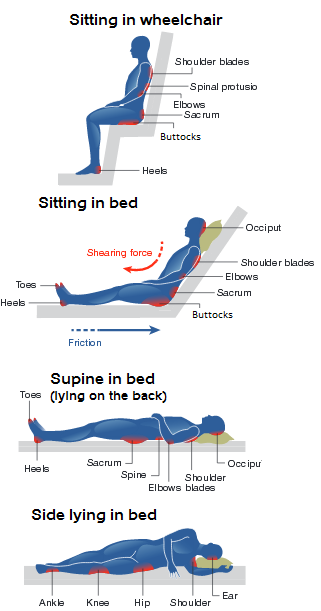 Sitting in wheelchair
Shoulder blades
Spinal protusio
Elbows
Sacrum
Buttocks
Heels
Sitting in bed
Occiput
Shearing force
Shoulder blades
Elbows
Toes
Sacrum
Heels
Buttocks
Friction
Supine in bed
(lying on the back)
Toes
Heels
Sacrum
Spine
Elbows
Shoulder
blades
Occipu
Side lying in bed
Ankle
Knee
Hip
Shoulder
Ear